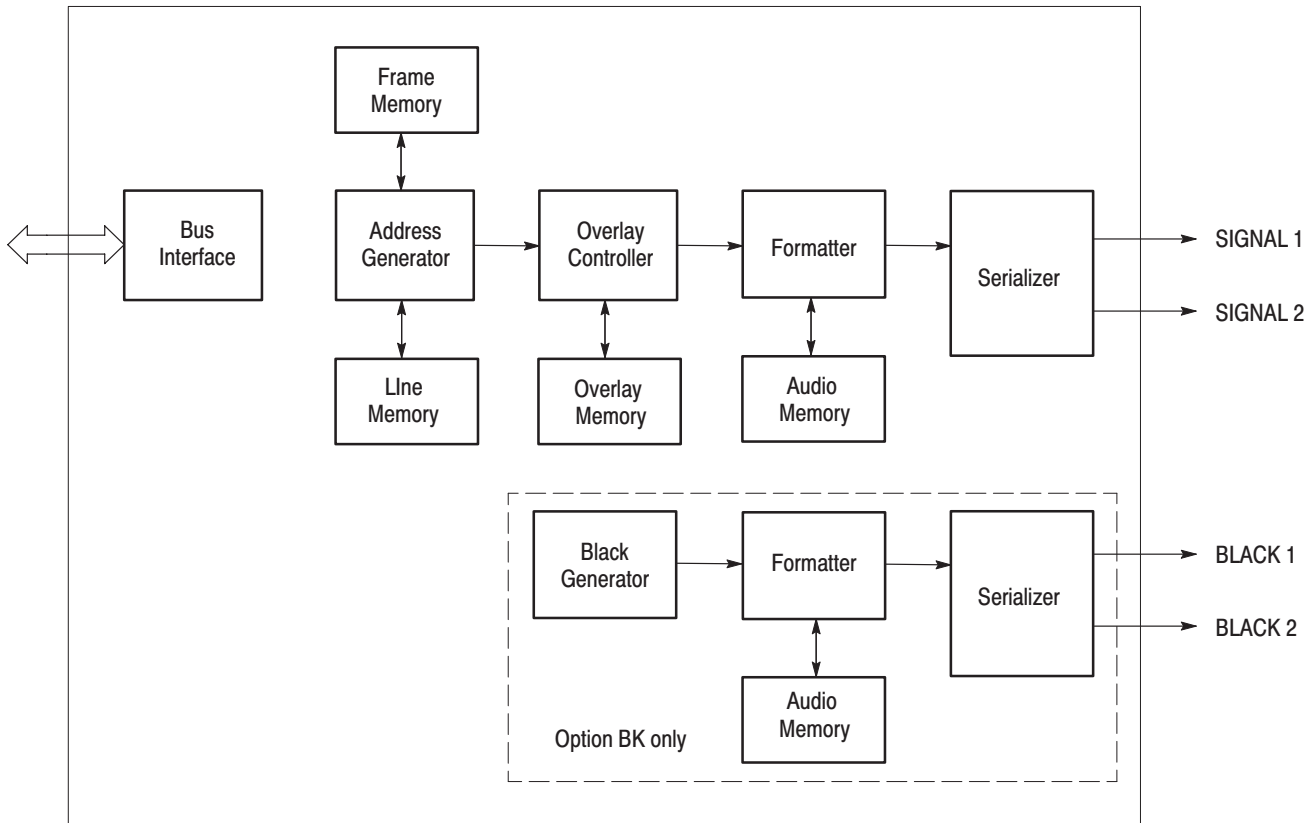 Frame
Memory
Bus
Interface
Address
Generator
Overlay
Controller
Formatter
Serializer
SIGNAL 1
SIGNAL 2
LIne
Memory
Overlay
Memory
Audio
Memory
Black
Generator
Formatter
Serializer
BLACK 1
BLACK 2
Audio
Memory
Option BK only